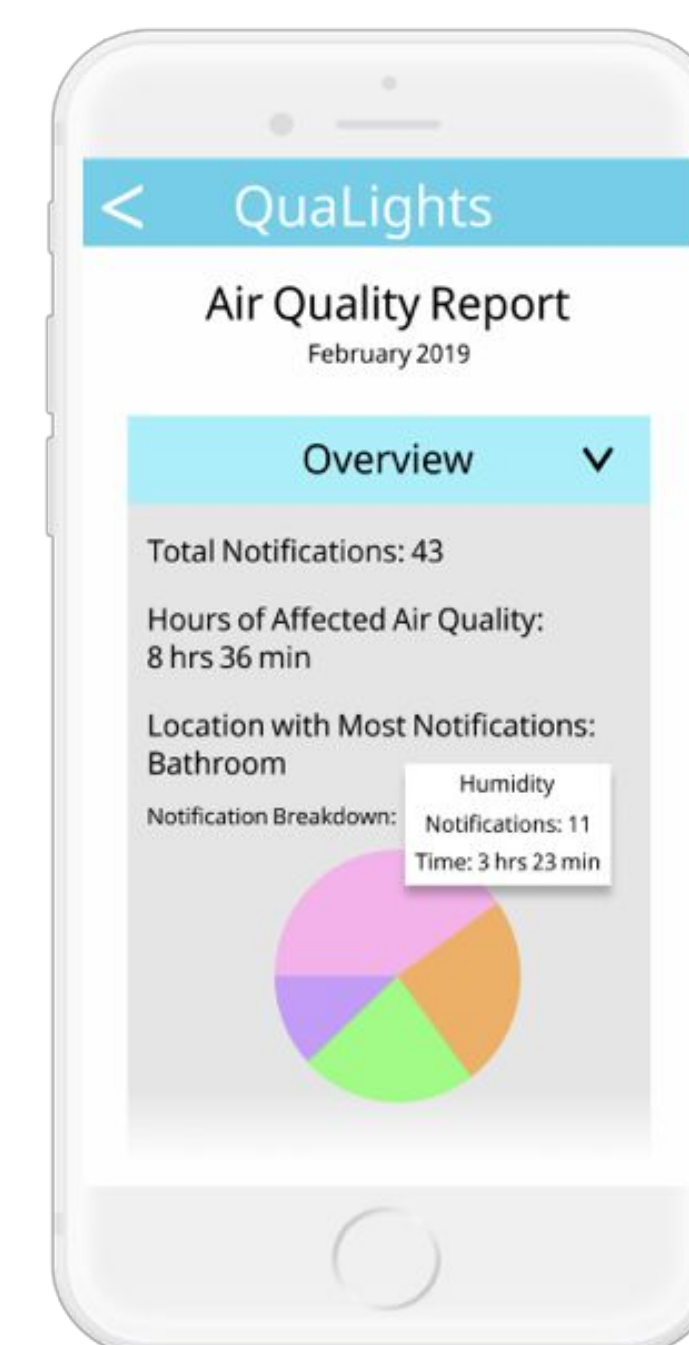 < QuaLights
Air Quality Report
February 2019
Overview
Total Notifications: 43
Hours of Affected Air Quality:
8 hrs 36 min
Location with Most Notifications:
Bathroom
Notification Breakdown:
Humidity
Notifications: 11
Time: 3 hrs 23 min